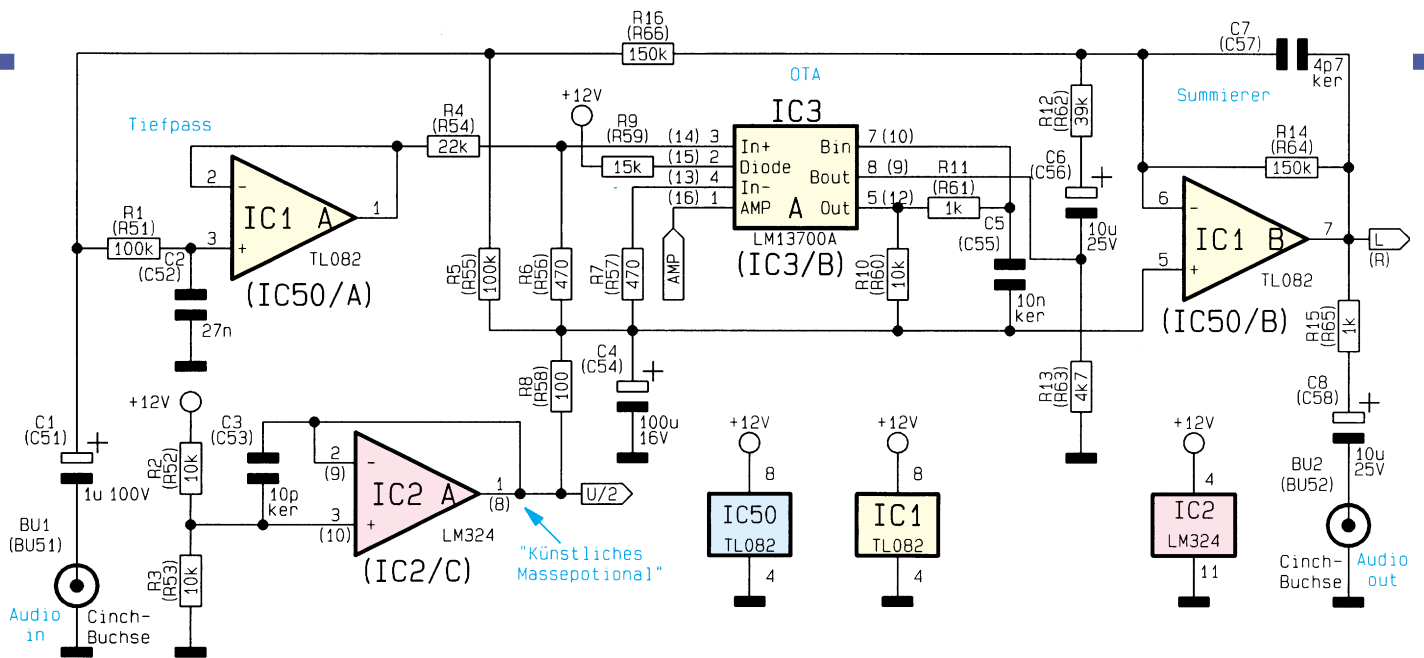 R16
(R66)
150k
C7
(C57)
4p7
ker
OTA
+12V
IC3
R12
(R62)
39k
Summierer
Tiefpass
R4
(R54)
22k
R9
(R59)
15k
(14) 3
(15) 2
(13) 4
(16) 1
In+
Diode
In-
AMP
Bin
Bout
A Out
7 (10)
8 (9)
5 (12)
R11
(R61)
1k
LM13700A
(IC3/B)
C6
(C56)
+
10u
25V
R14
(R64)
150k
2
-
IC1 A
3
+
1
TL082
(IC50/A)
R1
(R51)
100k
C2
(C52)
27n
R5
(R55)
100k
R6
(R56)
470
R7
(R57)
470
AMP
R10
(R60)
10k
C5
(C55)
10n
ker
6
-
IC1 B
5
+
7
TL082
(IC50/B)
L
(R)
R15
(R65)
1k
R8
(R58)
100
C4
(C54)
+
100u
16V
R13
(R63)
4k7
C8
(C58)
+
10u
25V
C1
(C51)
+
1u 100V
+12V
R2
(R52)
10k
C3
(C53)
10p
ker
2
(9)
-
IC2 A
3
(10)
+
1
(8)
LM324
(IC2/C)
U/2
"Künstliches
Massepotional"
R3
(R53)
10k
BU1
(BU51)
Audio
in
Cinch-
Buchse
+12V
8
IC50
TL082
4
+12V
8
IC1
TL082
4
+12V
4
IC2
LM324
11
BU2
(BU52)
Cinch-
Buchse
Audio
out